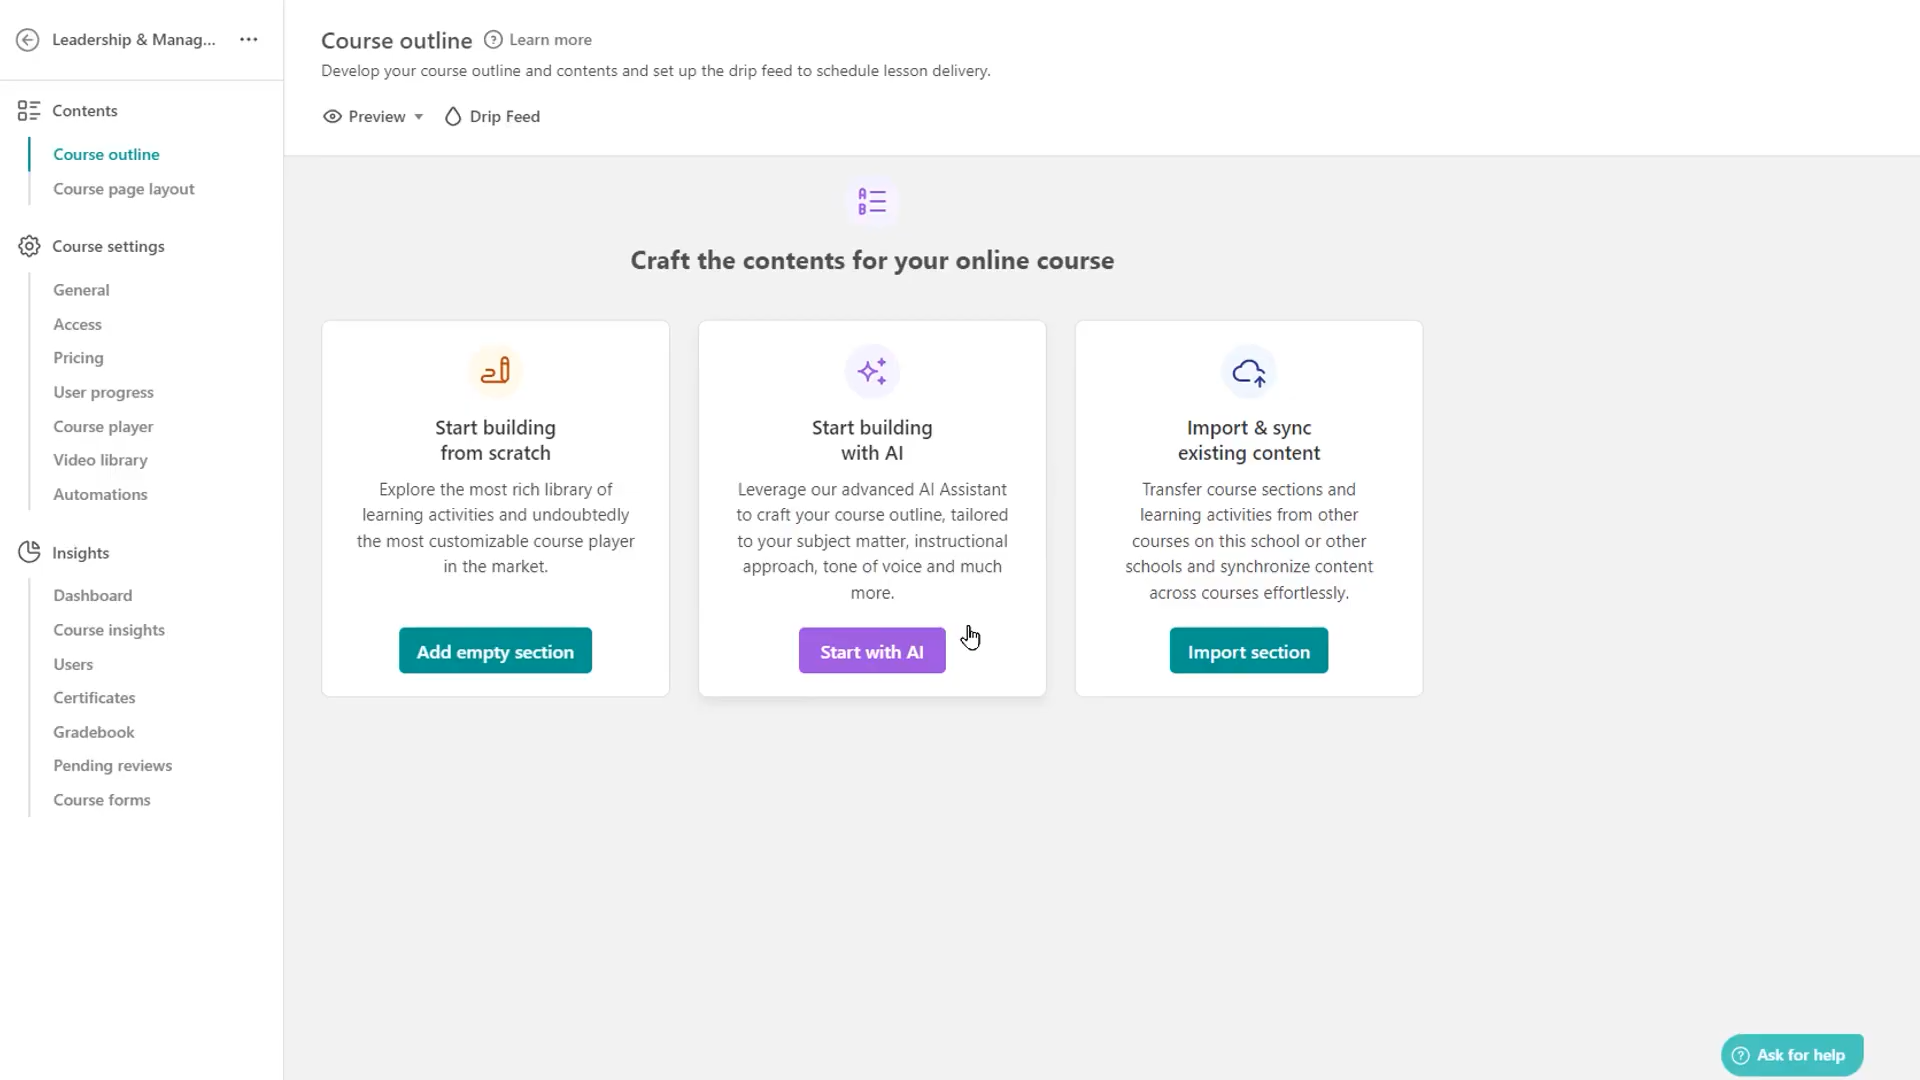 Leadership & Manag...
Contents
Course outline
Course page layout
Course settings
General
Access
Pricing
User progress
Course player
Video library
Automations
Insights
Dashboard
Course insights
Users
Certificates
Gradebook
Pending reviews
Course forms
Course outline
? Learn more
Develop your course outline and contents and set up the drip feed to schedule lesson delivery.
Preview
Drip Feed
A
B
Craft the contents for your online course
Start building
from scratch
Explore the most rich library of
learning activities and undoubtedly
the most customizable course player
in the market.
Add empty section
Start building
with AI
Leverage our advanced AI Assistant
to craft your course outline, tailored
to your subject matter, instructional
approach, tone of voice and much
more.
Start with AI
Import & sync
existing content
Transfer course sections and
learning activities from other
courses on this school or other
schools and synchronize content
across courses effortlessly.
Import section
? Ask for help